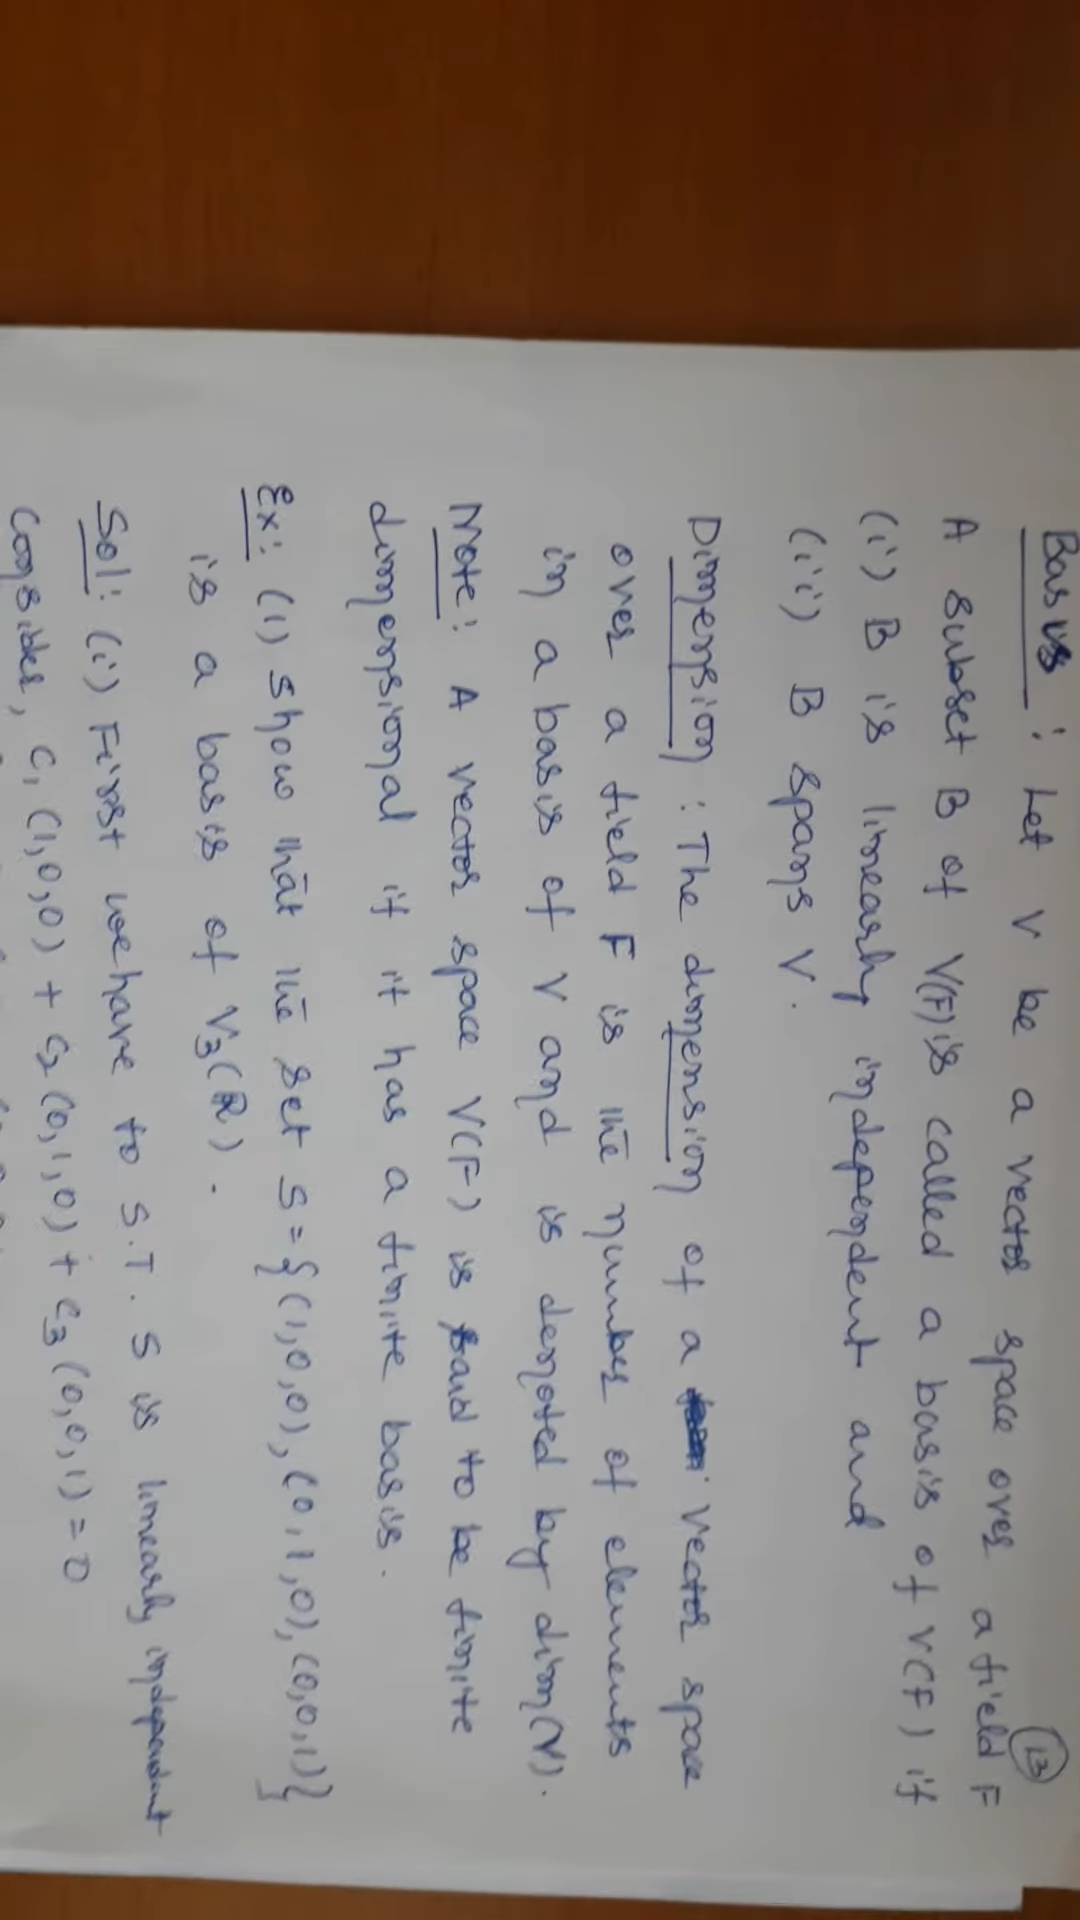 13
Basis : Let V be a vector space over a field F
A subset B of V(F) is called a basis of V(F) if
(i) B is linearly independent and
(ii) B spans V.
Dimension : The dimension of a vector space
over a field F is the number of elements
in a basis of V and is denoted by dim(V).
Note: A vector space V(F) is said to be finite
dimensional if it has a finite basis.
Ex: (1) Show that the set S={(1,0,0),(0,1,0),(0,0,1)}
is a basis of V₃(R).
Sol: (i) First we have to S.T. S is linearly independent
Consider, C₁(1,0,0) + C₂(0,1,0) + C₃(0,0,1) = 0